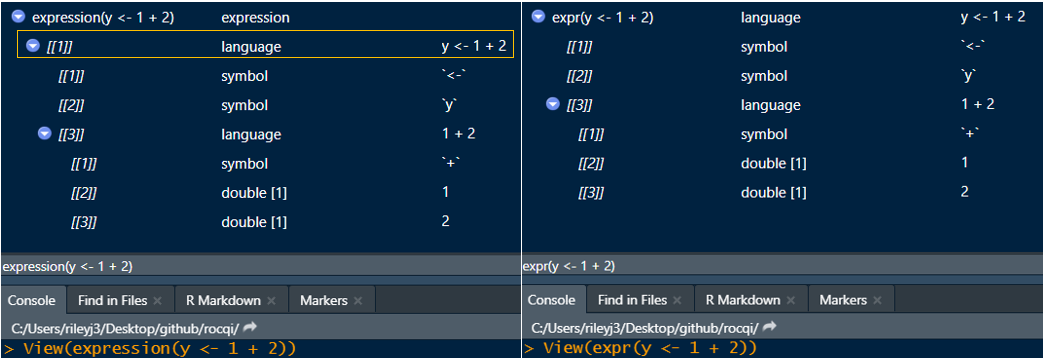 expression(y <- 1 + 2) expression
[[1]] language y <- 1 + 2
[[1]] symbol `<-`
[[2]] symbol `y`
[[3]] language 1 + 2
[[1]] symbol `+`
[[2]] double [1] 1
[[3]] double [1] 2
expression(y <- 1 + 2)
Console Find in Files × R Markdown × Markers ×
C:/Users/rileyj3/Desktop/github/rocqi/
> View(expression(y <- 1 + 2))
expr(y <- 1 + 2) language y <- 1 + 2
[[1]] symbol `<-`
[[2]] symbol `y`
[[3]] language 1 + 2
[[1]] symbol `+`
[[2]] double [1] 1
[[3]] double [1] 2
expr(y <- 1 + 2)
Console Find in Files × R Markdown × Markers ×
C:/Users/rileyj3/Desktop/github/rocqi/
> View(expr(y <- 1 + 2))